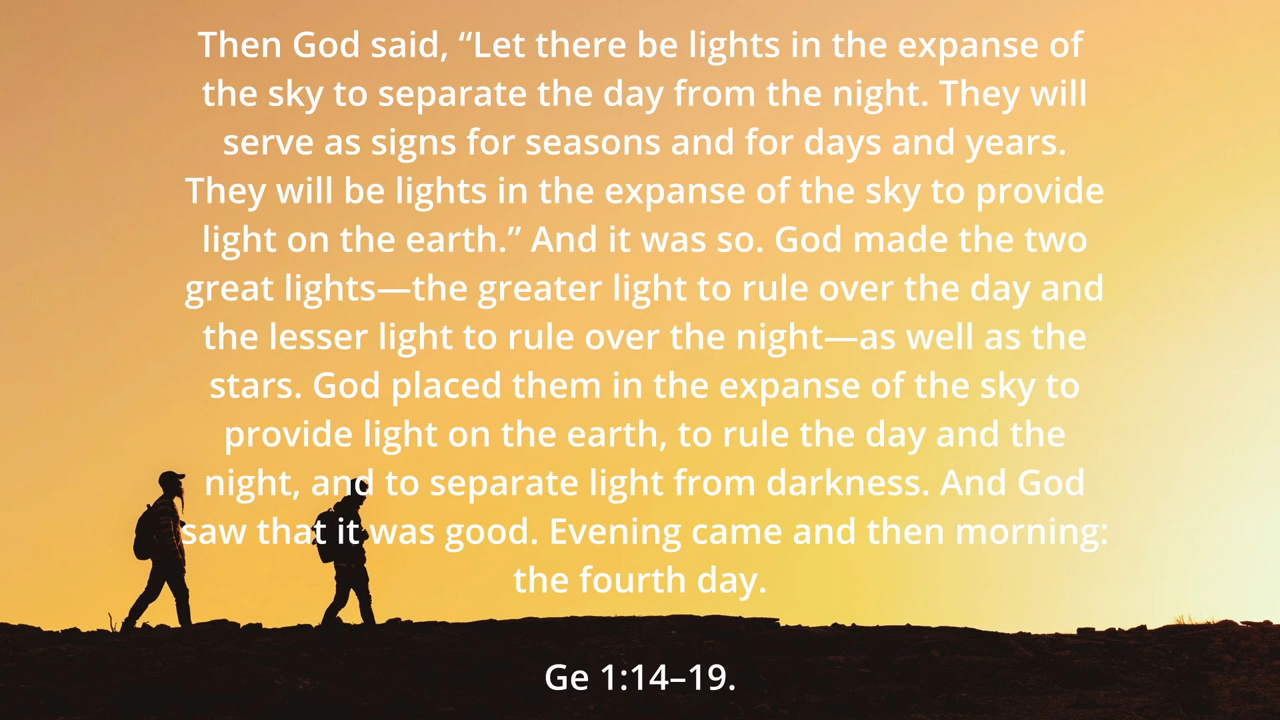 Then God said, “Let there be lights in the expanse of
the sky to separate the day from the night. They will
serve as signs for seasons and for days and years.
They will be lights in the expanse of the sky to provide
light on the earth.” And it was so. God made the two
great lights—the greater light to rule over the day and
the lesser light to rule over the night—as well as the
stars. God placed them in the expanse of the sky to
provide light on the earth, to rule the day and the
night, and to separate light from darkness. And God
saw that it was good. Evening came and then morning:
the fourth day.
Ge 1:14–19.